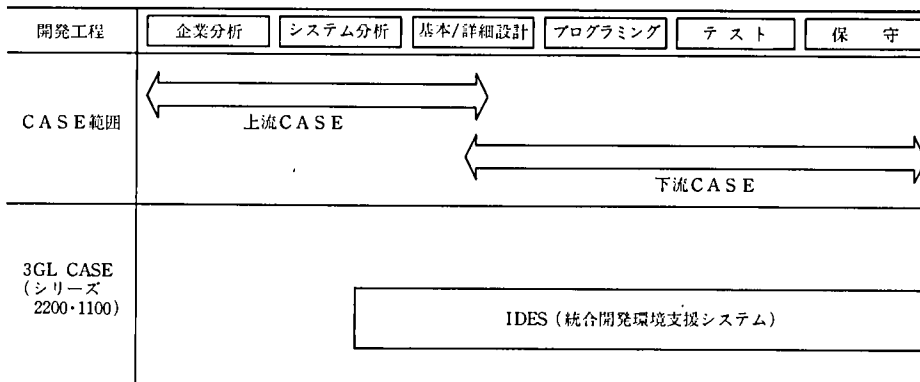 開発工程
企業分析
システム分析
基本/詳細設計
プログラミング
テスト
保守
CASE範囲
上流CASE
下流CASE
3GL CASE
(シリーズ
2200・1100)
IDES(統合開発環境支援システム)